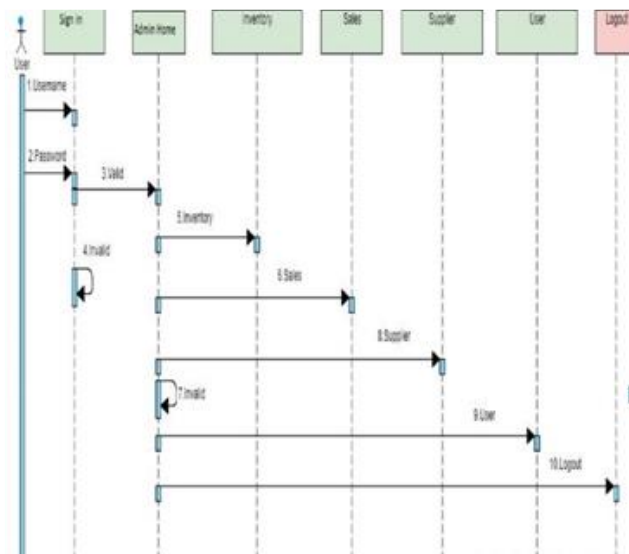 Sign in
Admin Home
Inventory
Sales
Supplier
User
Logout
User
1.Username
2.Password
3.Valid
5.Inventory
4.Invalid
6.Sales
8.Supplier
7.Invalid
9.User
10.Logout